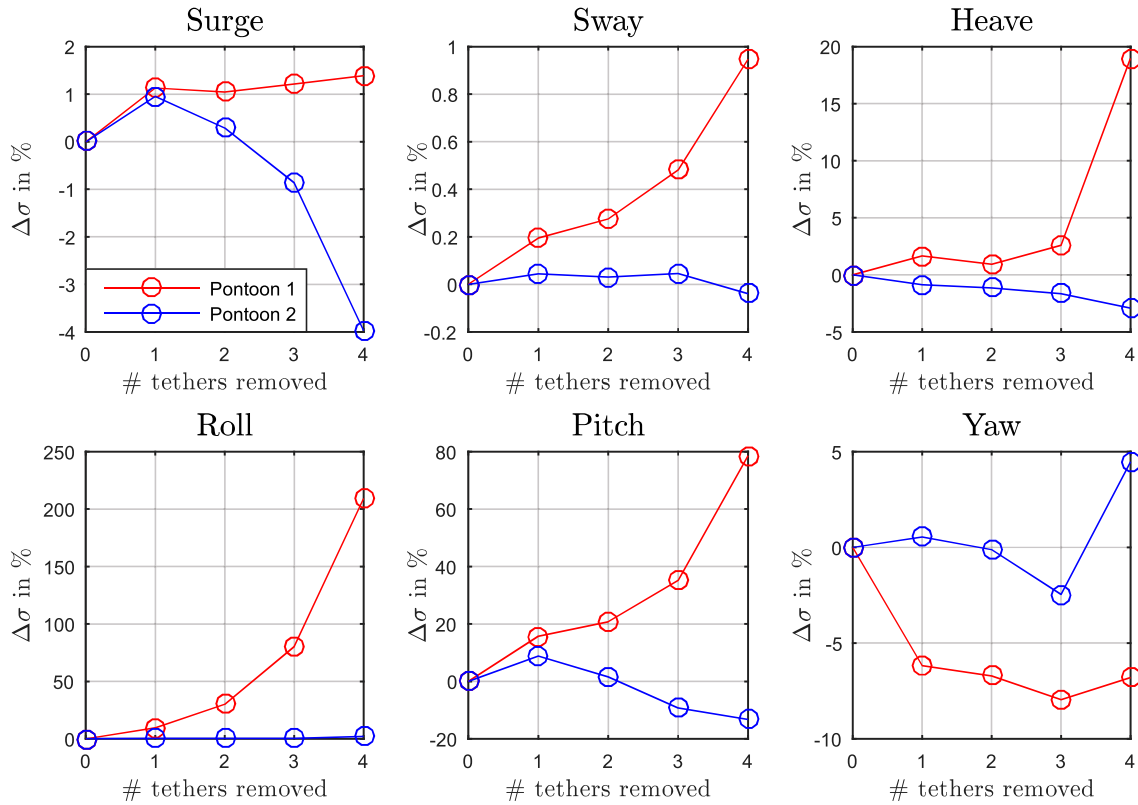 Surge
Δσ in %
2
1
0
-1
-2
-3
-4
Pontoon 1
Pontoon 2
0 1 2 3 4
# tethers removed
Sway
Δσ in %
1
0.8
0.6
0.4
0.2
0
-0.2
0 1 2 3 4
# tethers removed
Heave
Δσ in %
20
15
10
5
0
-5
0 1 2 3 4
# tethers removed
Roll
Δσ in %
250
200
150
100
50
0
0 1 2 3 4
# tethers removed
Pitch
Δσ in %
80
60
40
20
0
-20
0 1 2 3 4
# tethers removed
Yaw
Δσ in %
5
0
-5
-10
0 1 2 3 4
# tethers removed